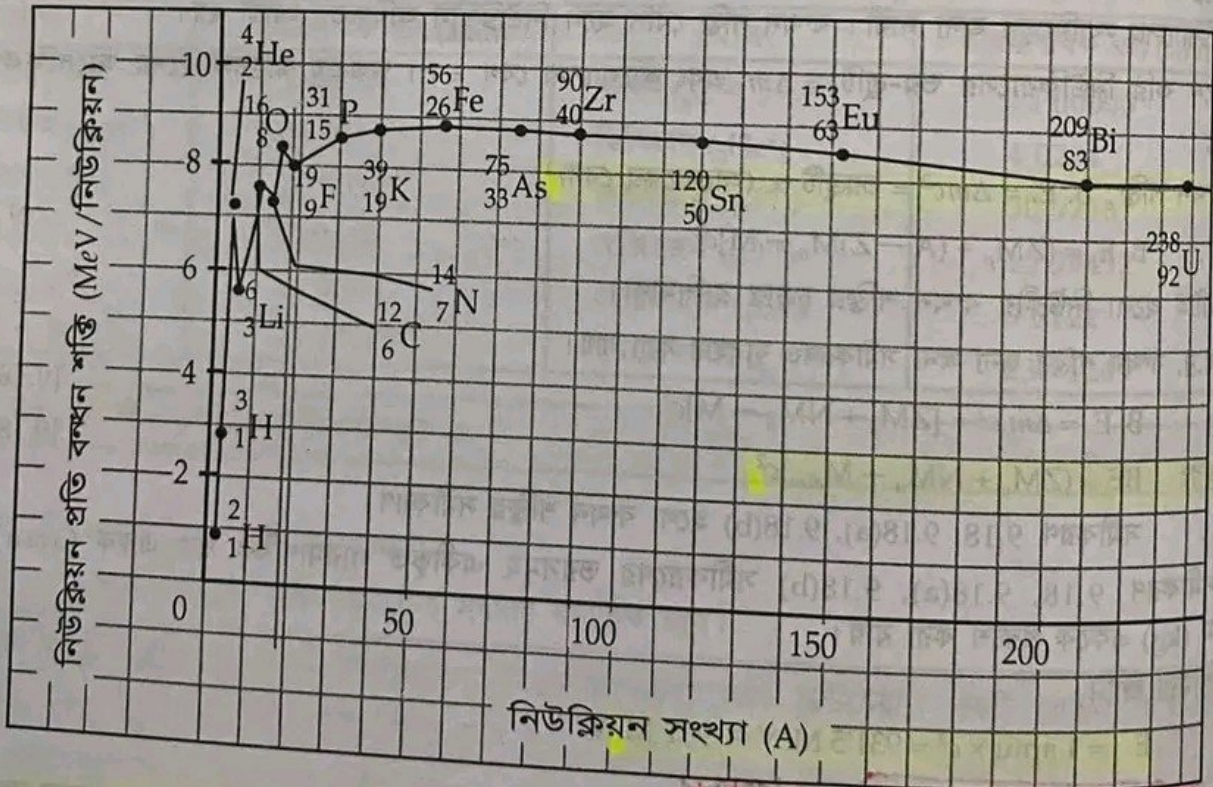 নিউক্লিয়ন প্রতি বন্ধন শক্তি (MeV/নিউক্লিয়ন)
10
8
6
4
2
0
50
100
150
200
নিউক্লিয়ন সংখ্যা (A)
4 2 He
16 8 O
31 15 P
56 26 Fe
90 40 Zr
153 63 Eu
209 83 Bi
19 9 F
39 19 K
75 33 As
120 50 Sn
238 92 U
6 3 Li
14 7 N
12 6 C
3 1 H
2 1 H